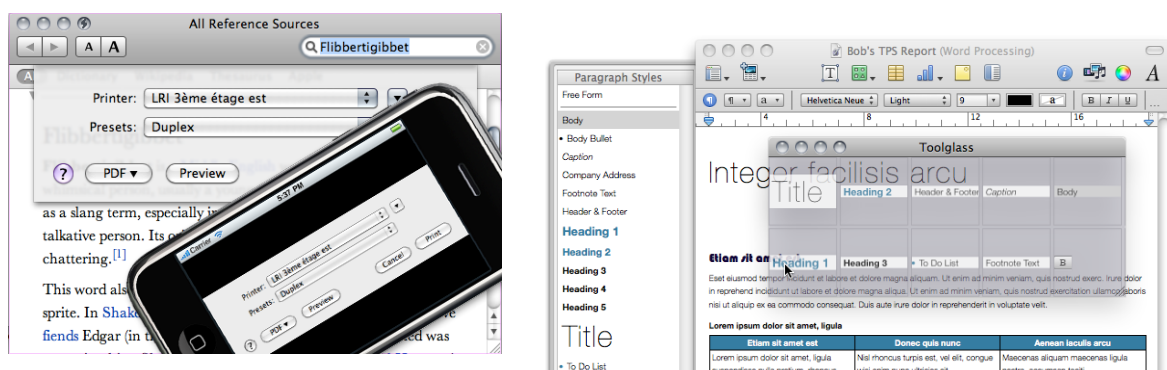 All Reference Sources
A A
Flibbertigibbet
Printer: LRI 3ème étage est
Presets: Duplex
Flibbertigibbet
? PDF▼ Preview
as a slang term, especially
talkative person. Its
chattering.[1]
This word
sprite. In
fiends Edgar (in
was
Carrier
5:37 PM
Printer: LRI 3ème étage est
Presets: Duplex
? PDF▼ Preview Cancel Print
Paragraph Styles
Free Form
Body
• Body Bullet
Caption
Company Address
Footnote Text
Header & Footer
Heading 1
Heading 2
Heading 3
Heading 4
Heading 5
Title
• To Do List
Bob's TPS Report (Word Processing)
T
i
A
¶ a Helvetica Neue Light 9 a B I U ...
4 8 12 16
Toolglass
Integer facilisis arcu
Title Heading 2 Header & Footer Caption Body
Etiam sit
Heading 1 Heading 3 • To Do List Footnote Text B
Eset eiusmod tempor incididunt ut labore et dolore magna aliquam. Ut enim ad minim veniam, quis nostrud exerc. Irure dolor
in reprehend incididunt ut labore et dolore magna aliqua. Ut enim ad minim veniam, quis nostrud exercitation ullamco laboris
nisi ut aliquip ex ea commodo consequat. Duis aute irure dolor in reprehenderit in voluptate velit.
Lorem ipsum dolor sit amet, ligula
Etiam sit amet est Donec quis nunc Aenean iaculis arcu
Lorem ipsum dolor sit amet, ligula Nisl rhoncus turpis est, vel elit, congue Maecenas aliquam maecenas ligula